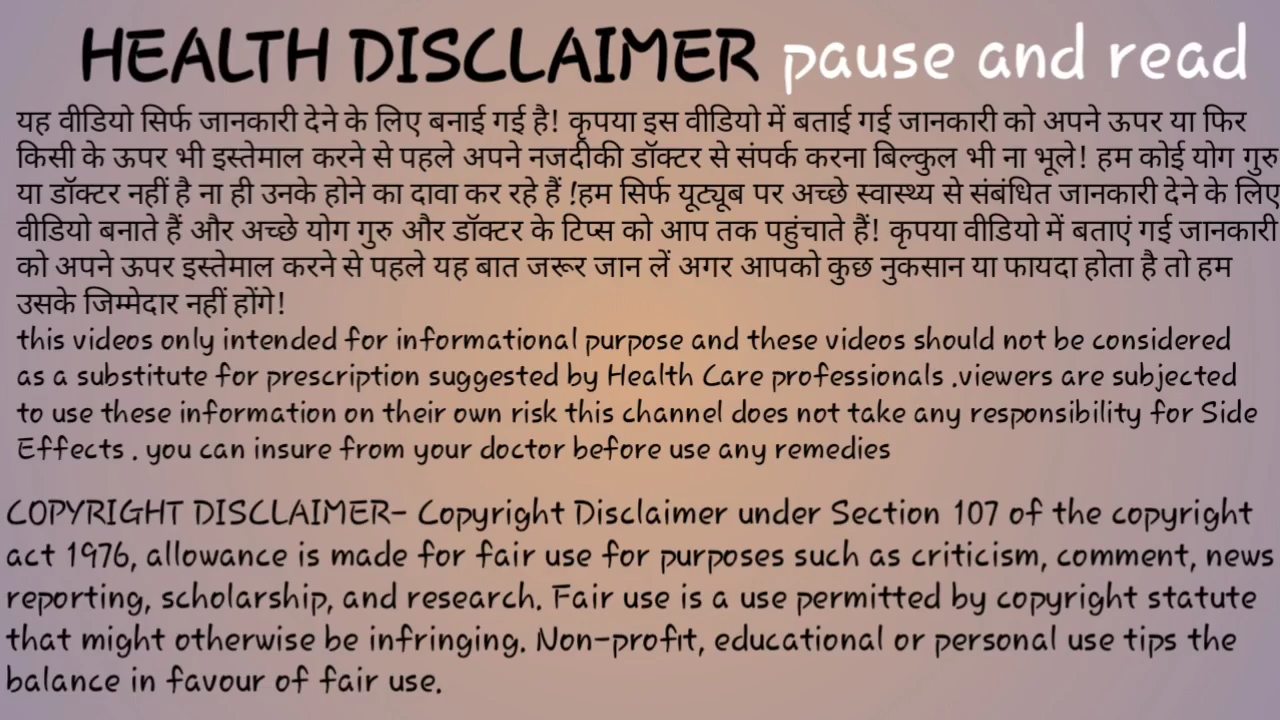 HEALTH DISCLAIMER pause and read
यह वीडियो सिर्फ जानकारी देने के लिए बनाई गई है! कृपया इस वीडियो में बताई गई जानकारी को अपने ऊपर या फिर
किसी के ऊपर भी इस्तेमाल करने से पहले अपने नजदीकी डॉक्टर से संपर्क करना बिल्कुल भी ना भूले! हम कोई योग गुरु
या डॉक्टर नहीं है ना ही उनके होने का दावा कर रहे हैं !हम सिर्फ यूट्यूब पर अच्छे स्वास्थ्य से संबंधित जानकारी देने के लिए
वीडियो बनाते हैं और अच्छे योग गुरु और डॉक्टर के टिप्स को आप तक पहुंचाते हैं! कृपया वीडियो में बताएं गई जानकारी
को अपने ऊपर इस्तेमाल करने से पहले यह बात जरूर जान लें अगर आपको कुछ नुकसान या फायदा होता है तो हम
उसके जिम्मेदार नहीं होंगे!
this videos only intended for informational purpose and these videos should not be considered
as a substitute for prescription suggested by Health Care professionals .viewers are subjected
to use these information on their own risk this channel does not take any responsibility for Side
Effects . you can insure from your doctor before use any remedies
COPYRIGHT DISCLAIMER- Copyright Disclaimer under Section 107 of the copyright
act 1976, allowance is made for fair use for purposes such as criticism, comment, news
reporting, scholarship, and research. Fair use is a use permitted by copyright statute
that might otherwise be infringing. Non-profit, educational or personal use tips the
balance in favour of fair use.